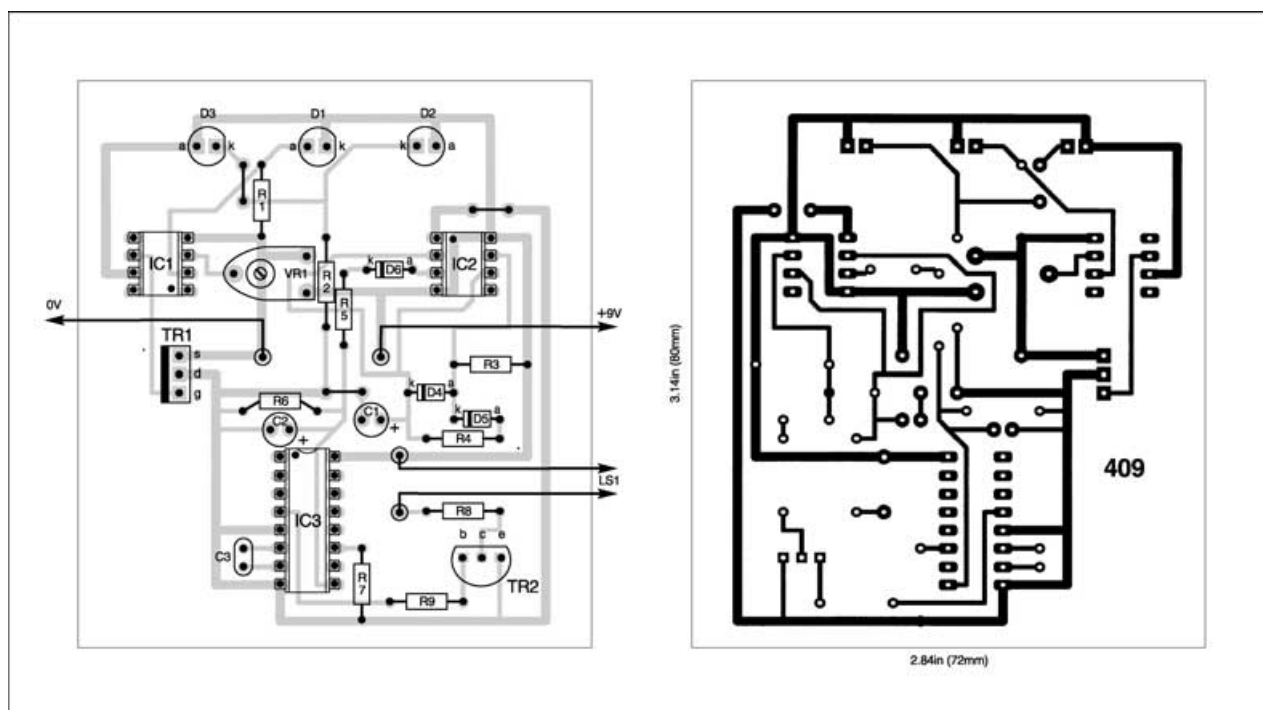 D3 D1 D2
a k a k k a
R1
IC1 VR1 R2 k D6 a IC2
R5
0V +9V
TR1
s
d
g
R3
k D4 a
R6
C2 + C1 +
k D5 a
R4
LS1
IC3
R8
b c e
C3
R7
TR2
R9
409
3.14in (80mm)
2.84in (72mm)